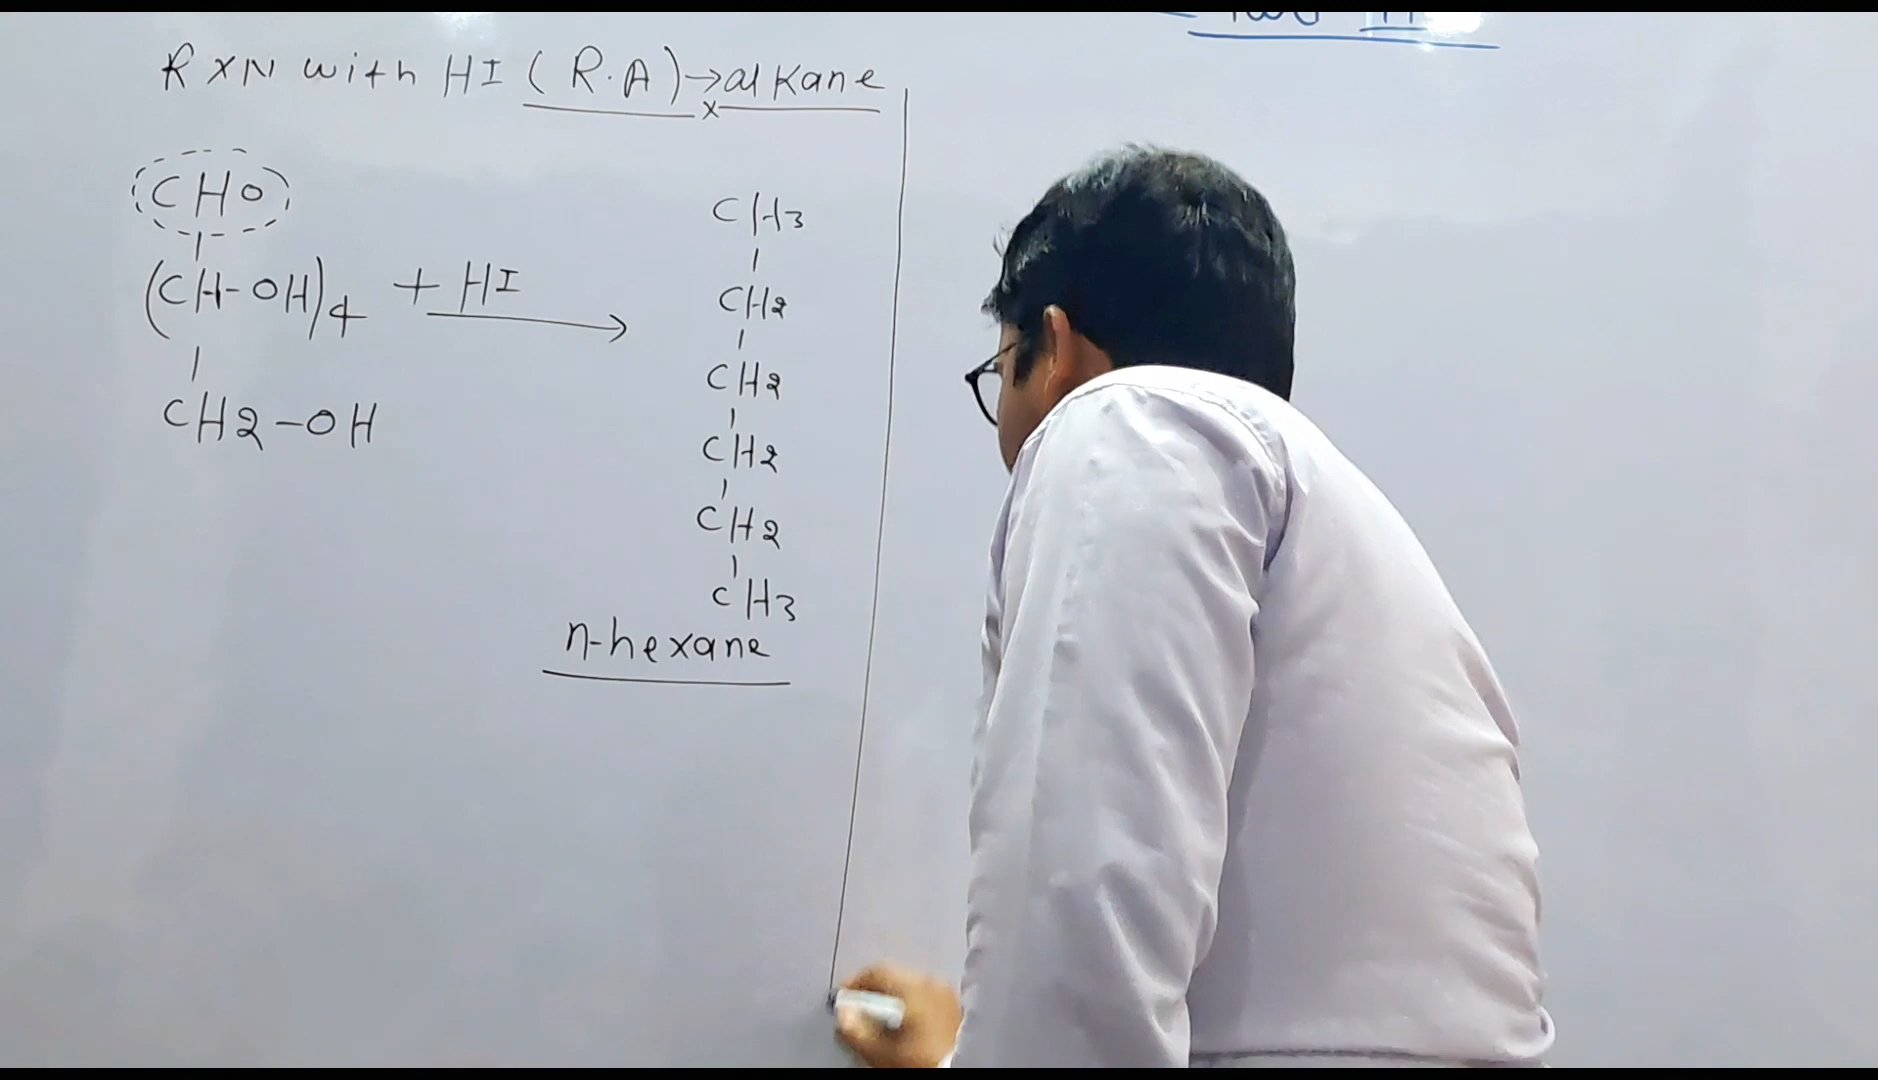 RXN with HI (R.A)→alkane
x
CHO
(CH-OH)4 + HI →
CH2-OH
CH3
CH2
CH2
CH2
CH2
CH3
n-hexane